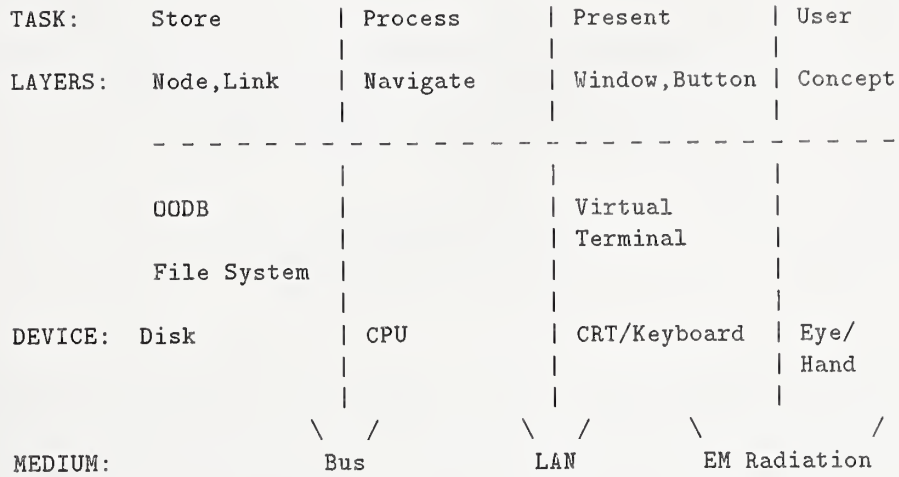 TASK: Store | Process | Present | User
LAYERS: Node,Link | Navigate | Window,Button | Concept
OODB | | Virtual
Terminal
File System
DEVICE: Disk | CPU | CRT/Keyboard | Eye/
Hand
\ / \ / \ /
MEDIUM: Bus LAN EM Radiation